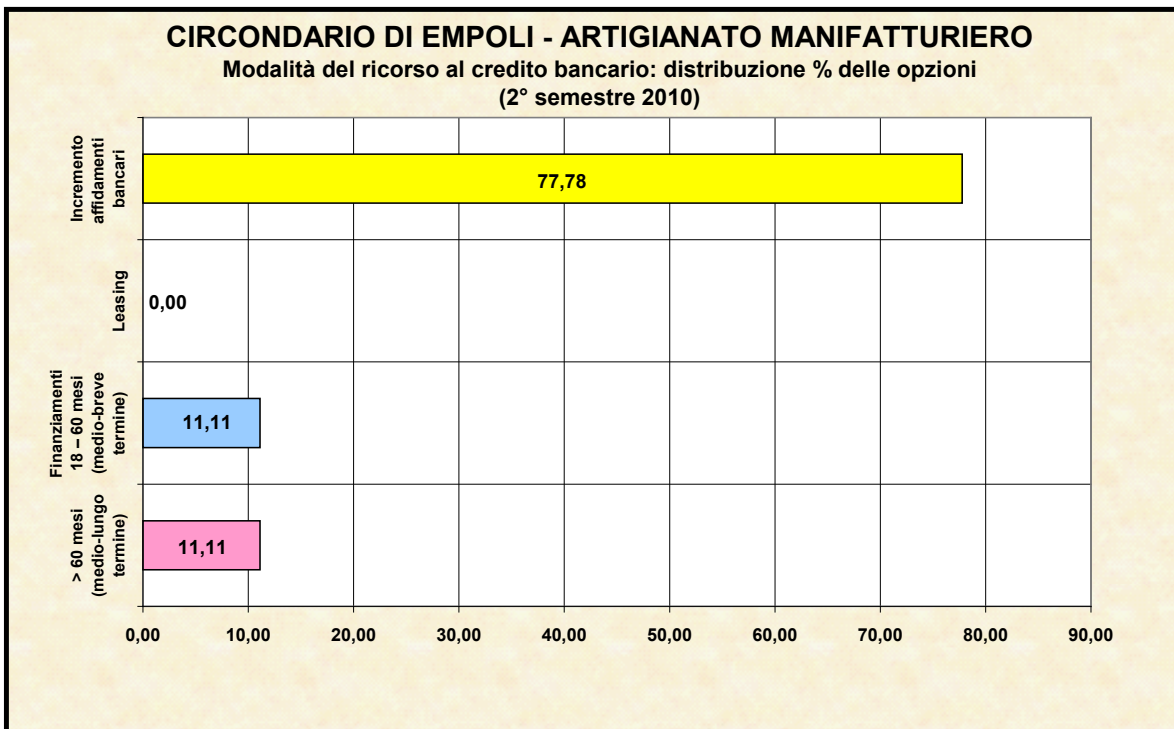 CIRCONDARIO DI EMPOLI - ARTIGIANATO MANIFATTURIERO
Modalità del ricorso al credito bancario: distribuzione % delle opzioni
(2° semestre 2010)
Incremento
affidamenti
bancari
77,78
Leasing
0,00
Finanziamenti
18 – 60 mesi
(medio-breve
termine)
11,11
> 60 mesi
(medio-lungo
termine)
11,11
0,00 10,00 20,00 30,00 40,00 50,00 60,00 70,00 80,00 90,00